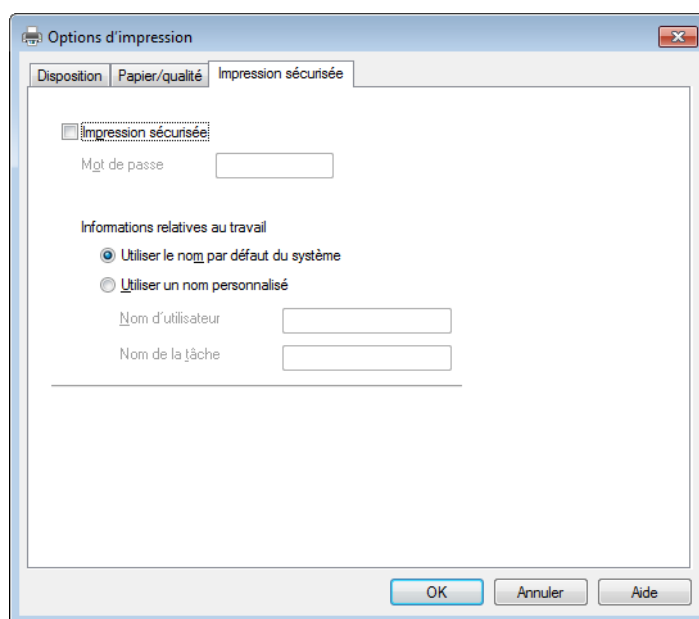 Options d'impression
Disposition Papier/qualité Impression sécurisée
Impression sécurisée
Mot de passe
Informations relatives au travail
Utiliser le nom par défaut du système
Utiliser un nom personnalisé
Nom d'utilisateur
Nom de la tâche
OK Annuler Aide